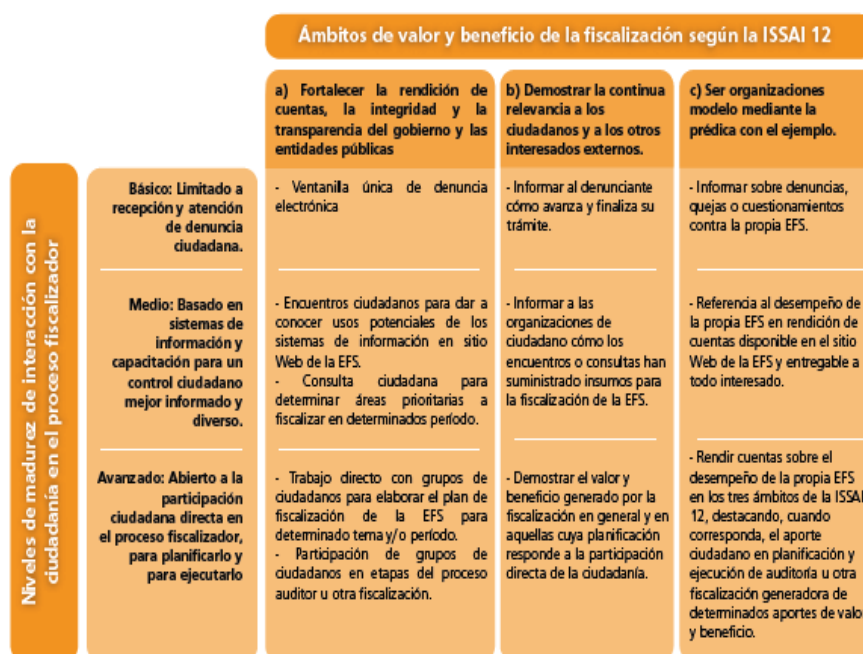 Ámbitos de valor y beneficio de la fiscalización según la ISSAI 12
a) Fortalecer la rendición de
cuentas, la integridad y la
transparencia del gobierno y las
entidades públicas
b) Demostrar la continua
relevancia a los
ciudadanos y a los otros
interesados externos.
c) Ser organizaciones
modelo mediante la
prédica con el ejemplo.
Niveles de madurez de interacción con la
ciudadanía en el proceso fiscalizador
Básico: Limitado a
recepción y atención
de denuncia
ciudadana.
- Ventanilla única de denuncia
electrónica
- Informar al denunciante
cómo avanza y finaliza su
trámite.
- Informar sobre denuncias,
quejas o cuestionamientos
contra la propia EFS.
Medio: Basado en
sistemas de
información y
capacitación para un
control ciudadano
mejor informado y
diverso.
- Encuentros ciudadanos para dar a
conocer usos potenciales de los
sistemas de información en sitio
Web de la EFS.
- Consulta ciudadana para
determinar áreas prioritarias a
fiscalizar en determinados período.
- Informar a las
organizaciones de
ciudadano cómo los
encuentros o consultas han
suministrado insumos para
la fiscalización de la EFS.
- Referencia al desempeño de
la propia EFS en rendición de
cuentas disponible en el sitio
Web de la EFS y entregable a
todo interesado.
Avanzado: Abierto a la
participación
ciudadana directa en
el proceso fiscalizador,
para planificarlo y
para ejecutarlo
- Trabajo directo con grupos de
ciudadanos para elaborar el plan de
fiscalización de la EFS para
determinado tema y/o período.
- Participación de grupos de
ciudadanos en etapas del proceso
auditor u otra fiscalización.
- Demostrar el valor y
beneficio generado por la
fiscalización en general y en
aquellas cuya planificación
responde a la participación
directa de la ciudadanía.
- Rendir cuentas sobre el
desempeño de la propia EFS
en los tres ámbitos de la ISSAI
12, destacando, cuando
corresponda, el aporte
ciudadano en planificación y
ejecución de auditoría u otra
fiscalización generadora de
determinados aportes de valor
y beneficio.